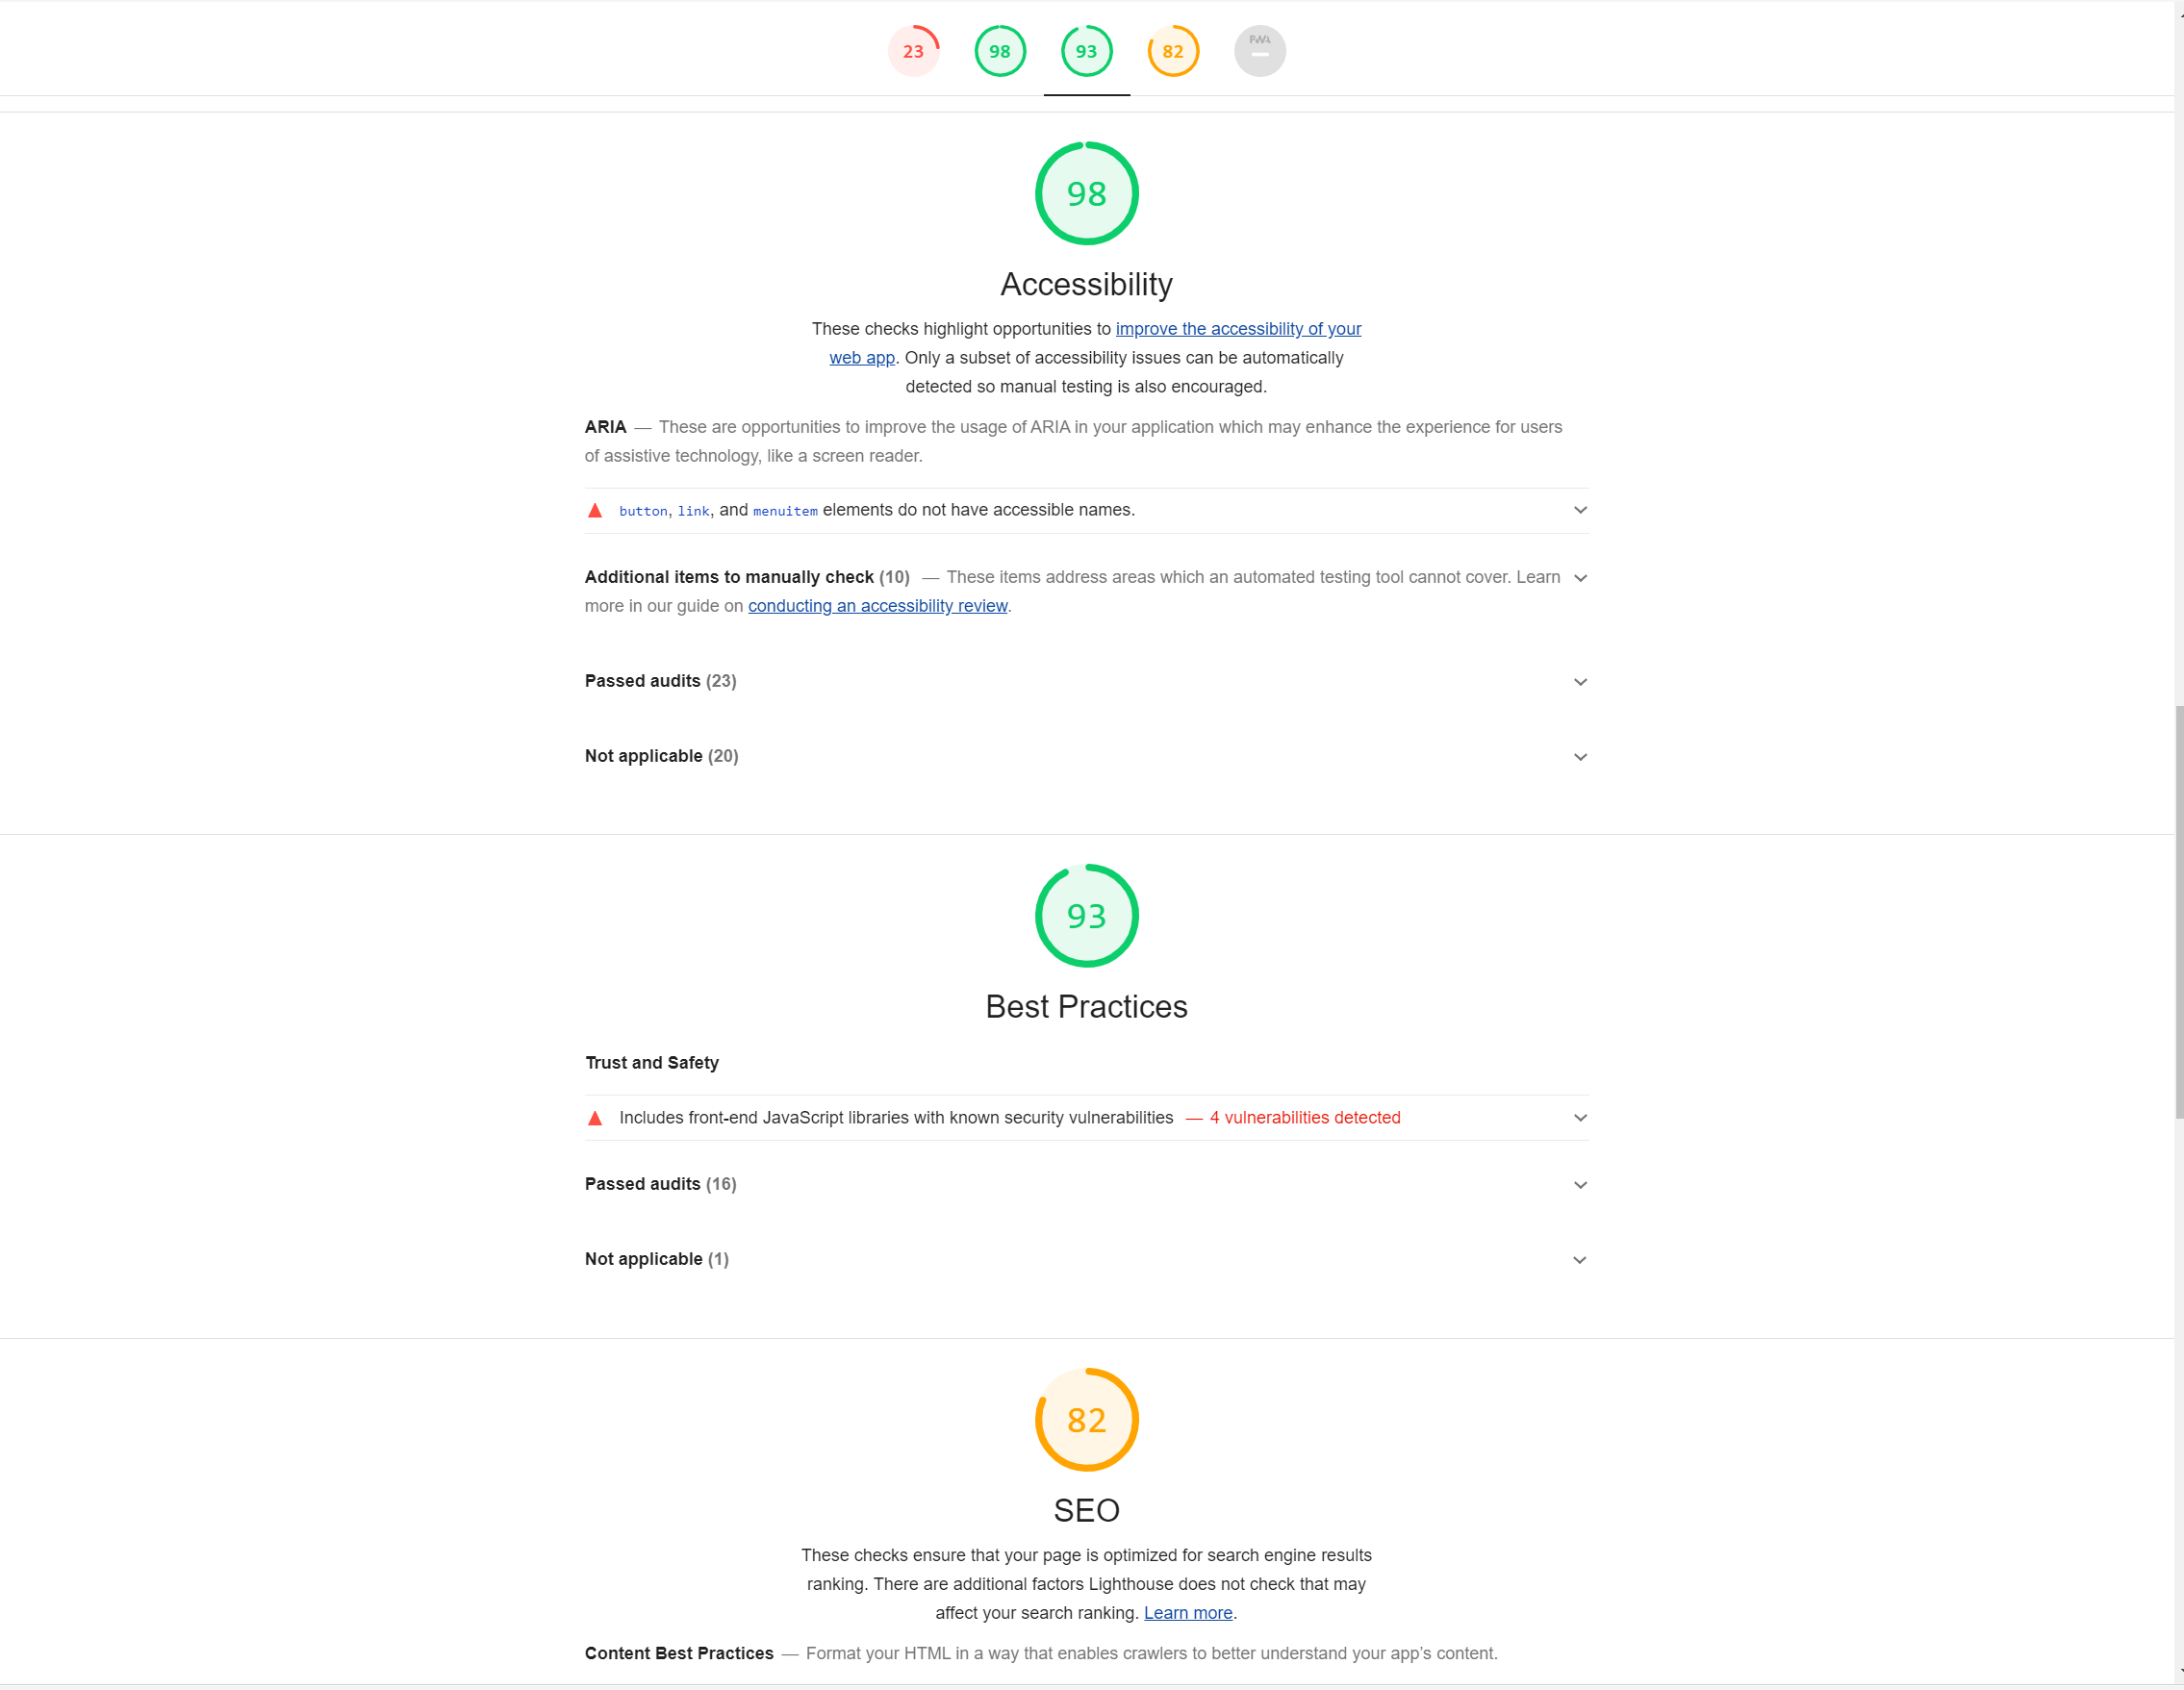 23 98 93 82 PWA
98
Accessibility
These checks highlight opportunities to improve the accessibility of your
web app. Only a subset of accessibility issues can be automatically
detected so manual testing is also encouraged.
ARIA — These are opportunities to improve the usage of ARIA in your application which may enhance the experience for users
of assistive technology, like a screen reader.
button, link, and menuitem elements do not have accessible names.
Additional items to manually check (10) — These items address areas which an automated testing tool cannot cover. Learn
more in our guide on conducting an accessibility review.
Passed audits (23)
Not applicable (20)
93
Best Practices
Trust and Safety
Includes front-end JavaScript libraries with known security vulnerabilities — 4 vulnerabilities detected
Passed audits (16)
Not applicable (1)
82
SEO
These checks ensure that your page is optimized for search engine results
ranking. There are additional factors Lighthouse does not check that may
affect your search ranking. Learn more.
Content Best Practices — Format your HTML in a way that enables crawlers to better understand your app’s content.